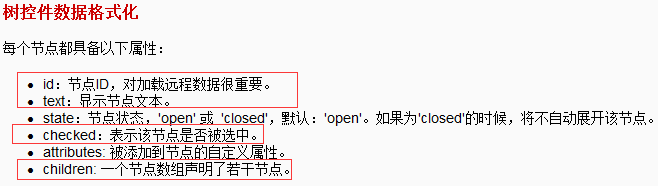 树控件数据格式化
每个节点都具备以下属性：
id：节点ID，对加载远程数据很重要。
text：显示节点文本。
state：节点状态，'open' 或 'closed'，默认：'open'。如果为'closed'的时候，将不自动展开该节点。
checked：表示该节点是否被选中。
attributes: 被添加到节点的自定义属性。
children: 一个节点数组声明了若干节点。